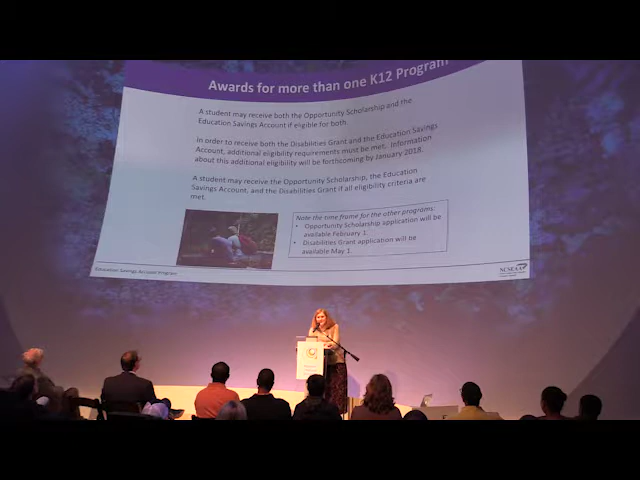 Awards for more than one K12 Program
A student may receive both the Opportunity Scholarship and the
Education Savings Account if eligible for both.
In order to receive both the Disabilities Grant and the Education Savings
Account, additional eligibility requirements must be met. Information
about this additional eligibility will be forthcoming by January 2018.
A student may receive the Opportunity Scholarship, the Education
Savings Account, and the Disabilities Grant if all eligibility criteria are
met.
Note the time frame for the other programs:
• Opportunity Scholarship application will be
available February 1
• Disabilities Grant application will be
available May 1.
Education Savings Account Program
NCSEAA